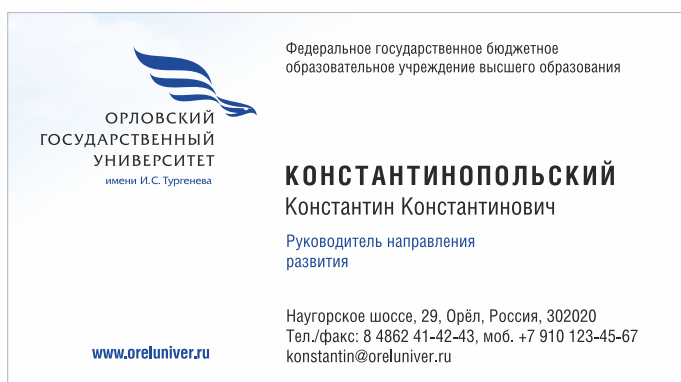 ОРЛОВСКИЙ
ГОСУДАРСТВЕННЫЙ
УНИВЕРСИТЕТ
имени И.С. Тургенева
www.oreluniver.ru
Федеральное государственное бюджетное
образовательное учреждение высшего образования
КОНСТАНТИНОПОЛЬСКИЙ
Константин Константинович
Руководитель направления
развития
Наугорское шоссе, 29, Орёл, Россия, 302020
Тел./факс: 8 4862 41-42-43, моб. +7 910 123-45-67
konstantin@oreluniver.ru